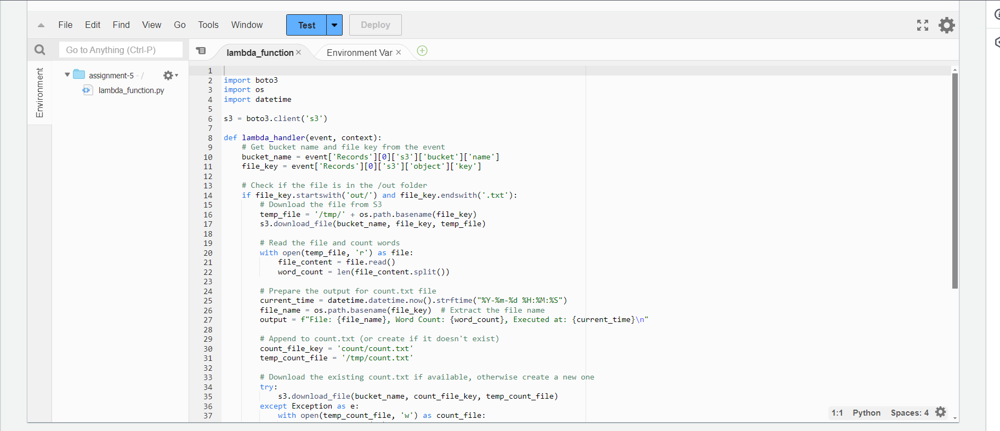 File Edit Find View Go Tools Window Test Deploy
Go to Anything (Ctrl-P)
lambda_function × Environment Var ×
Environment
assignment-5 - /
lambda_function.py
1
2 import boto3
3 import os
4 import datetime
5
6 s3 = boto3.client('s3')
7
8 def lambda_handler(event, context):
9     # Get bucket name and file key from the event
10     bucket_name = event['Records'][0]['s3']['bucket']['name']
11     file_key = event['Records'][0]['s3']['object']['key']
12
13     # Check if the file is in the /out folder
14     if file_key.startswith('out/') and file_key.endswith('.txt'):
15         # Download the file from S3
16         temp_file = '/tmp/' + os.path.basename(file_key)
17         s3.download_file(bucket_name, file_key, temp_file)
18
19         # Read the file and count words
20         with open(temp_file, 'r') as file:
21             file_content = file.read()
22             word_count = len(file_content.split())
23
24         # Prepare the output for count.txt file
25         current_time = datetime.datetime.now().strftime("%Y-%m-%d %H:%M:%S")
26         file_name = os.path.basename(file_key)  # Extract the file name
27         output = f"File: {file_name}, Word Count: {word_count}, Executed at: {current_time}\n"
28
29         # Append to count.txt (or create if it doesn't exist)
30         count_file_key = 'count/count.txt'
31         temp_count_file = '/tmp/count.txt'
32
33         # Download the existing count.txt if available, otherwise create a new one
34         try:
35             s3.download_file(bucket_name, count_file_key, temp_count_file)
36         except Exception as e:
37             with open(temp_count_file, 'w') as count_file:
1:1 Python Spaces: 4